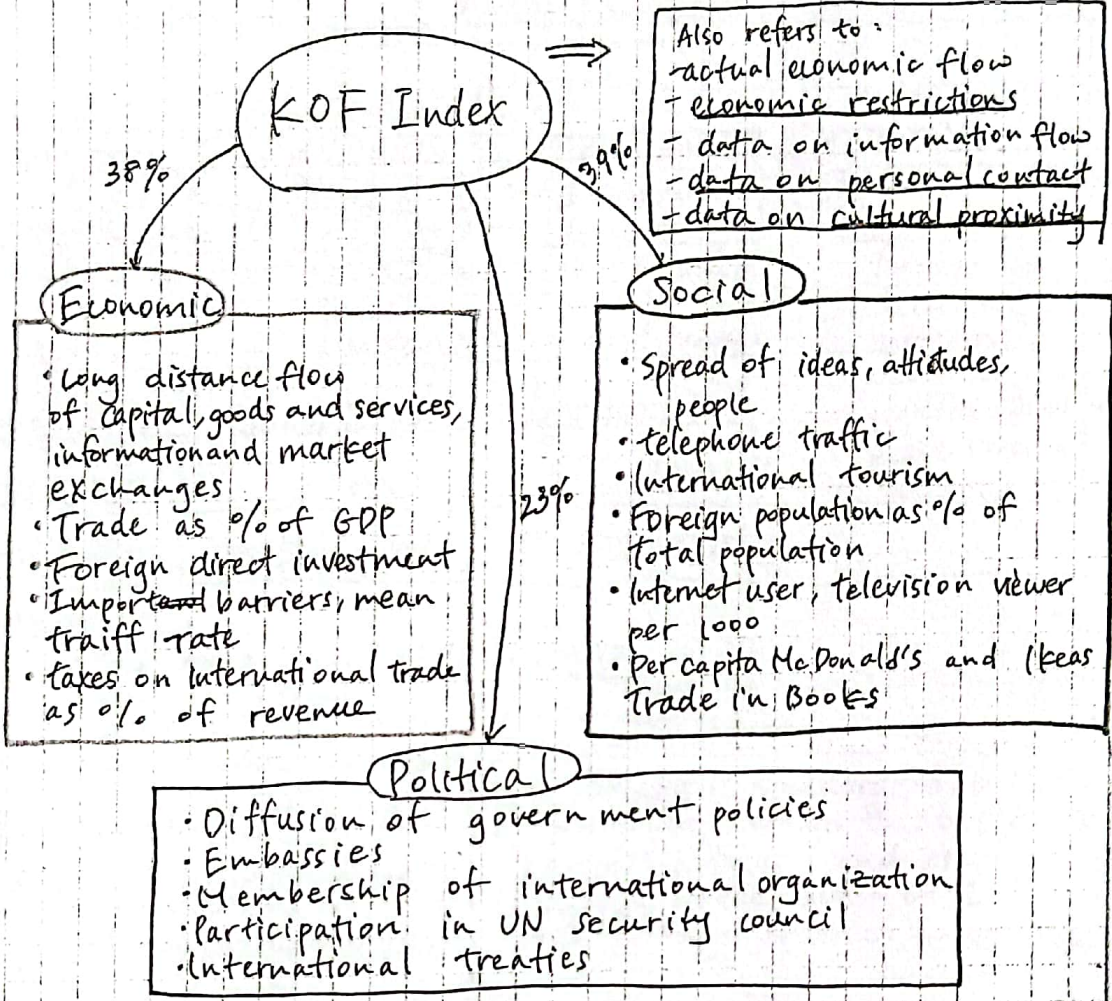 KOF Index
Also refers to:
-actual economic flow
- economic restrictions
- data on information flow
- data on personal contact
- data on cultural proximity
38%
39%
23%
Economic
• Long distance flow
of capital, goods and services,
information and market
exchanges
• Trade as % of GDP
• Foreign direct investment
• Import barriers, mean
traiff rate
• taxes on International trade
as % of revenue
Social
• Spread of ideas, attidudes,
people
• telephone traffic
• International tourism
• Foreign population as % of
total population
• Internet user, television viewer
per 1000
• Per capita McDonald's and Ikeas
Trade in Books
Political
• Diffusion of government policies
• Embassies
• Membership of international organization
• Participation in UN security council
• International treaties